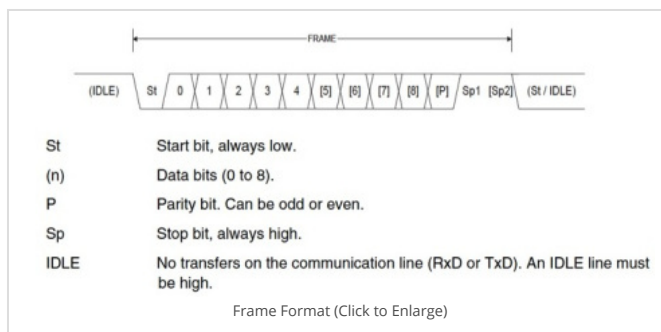 FRAME
(IDLE) St 0 1 2 3 4 [5] [6] [7] [8] [P] Sp1 [Sp2] (St / IDLE)
St Start bit, always low.
(n) Data bits (0 to 8).
P Parity bit. Can be odd or even.
Sp Stop bit, always high.
IDLE No transfers on the communication line (RxD or TxD). An IDLE line must
be high.
Frame Format (Click to Enlarge)